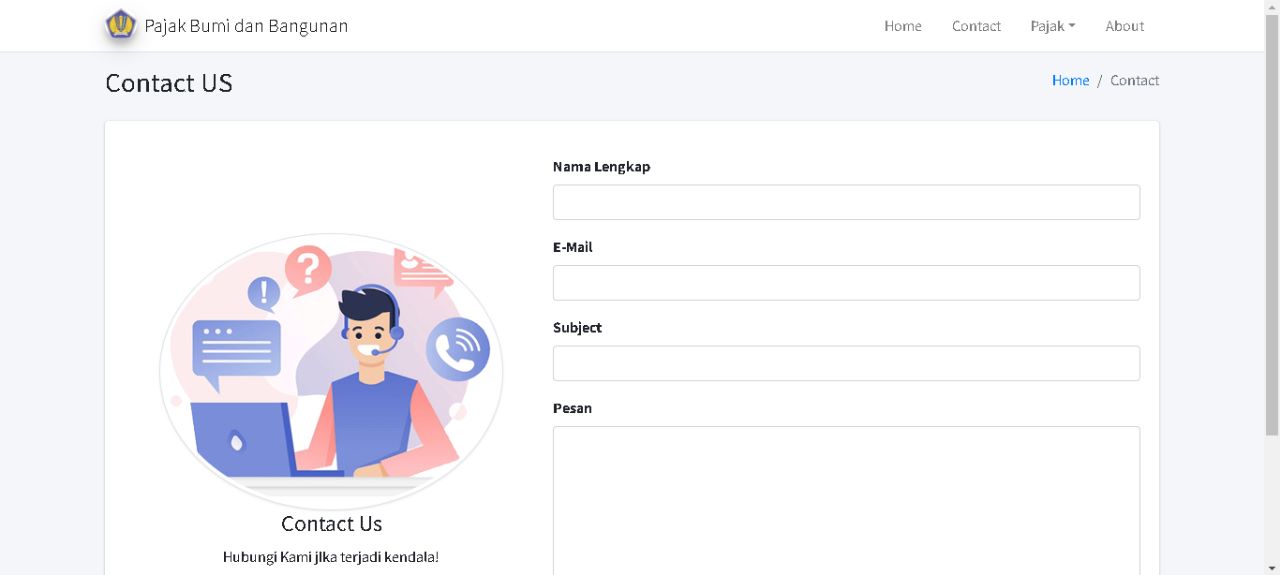 Pajak Bumi dan Bangunan
Home Contact Pajak About
Contact US
Home / Contact
Nama Lengkap
E-Mail
Subject
Pesan
Contact Us
Hubungi Kami jIka terjadi kendala!